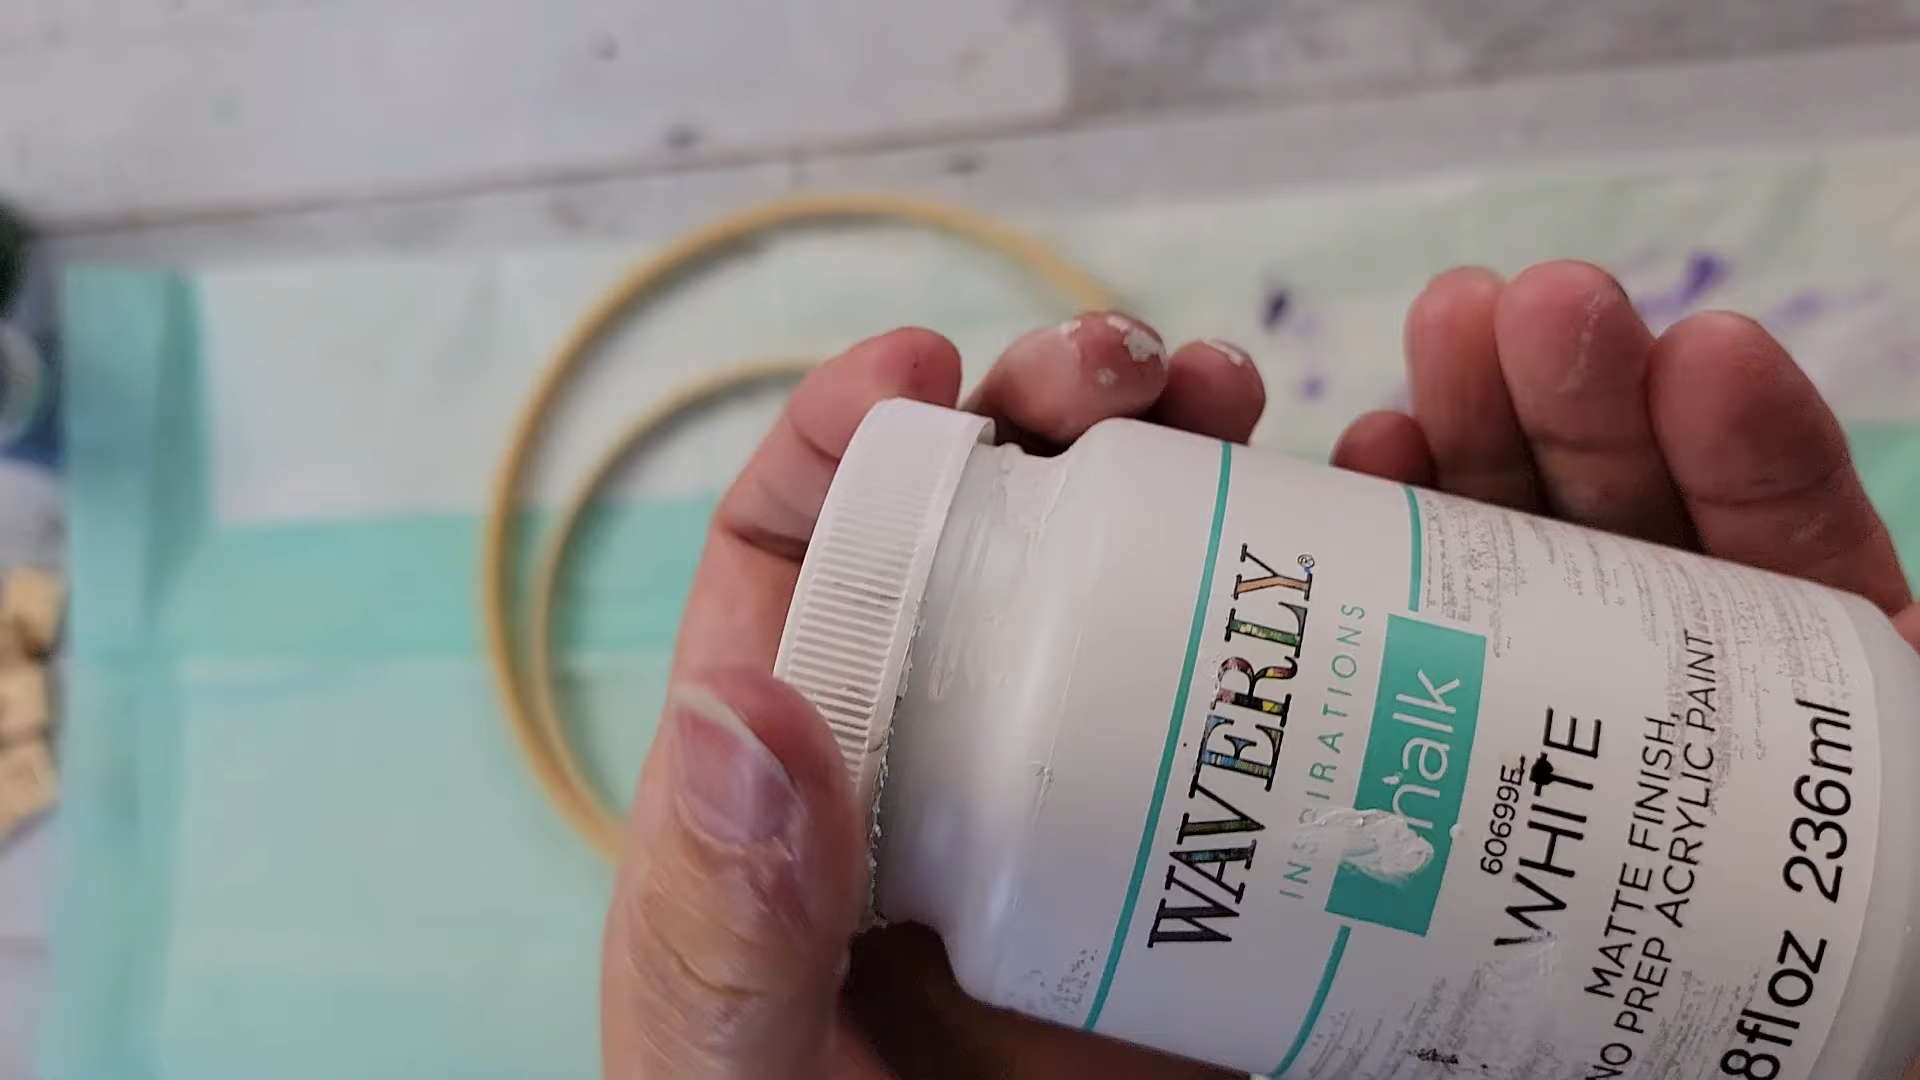 WAVERLY®
INSPIRATIONS
chalk
60699E
WHITE
MATTE FINISH,
NO PREP ACRYLIC PAINT
8floz 236ml